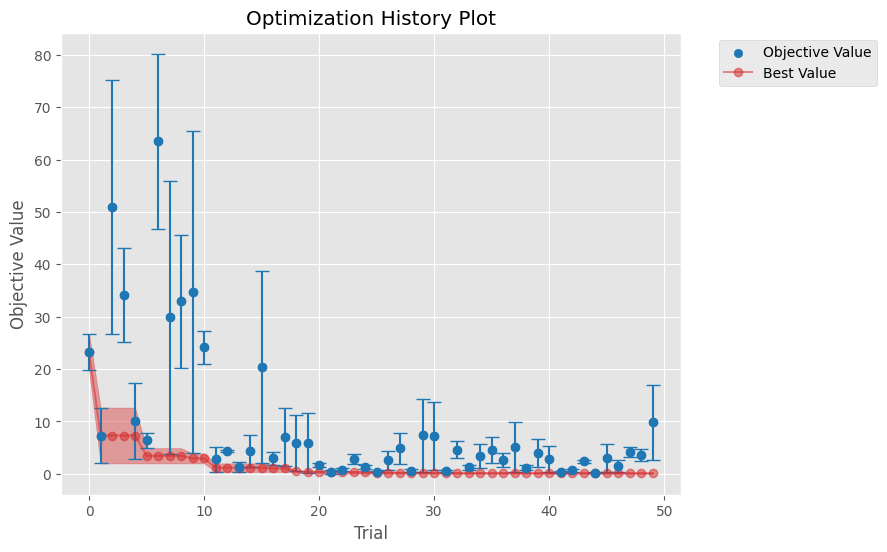 Optimization History Plot
Objective Value
Best Value
Objective Value
80
70
60
50
40
30
20
10
0
0 10 20 30 40 50
Trial